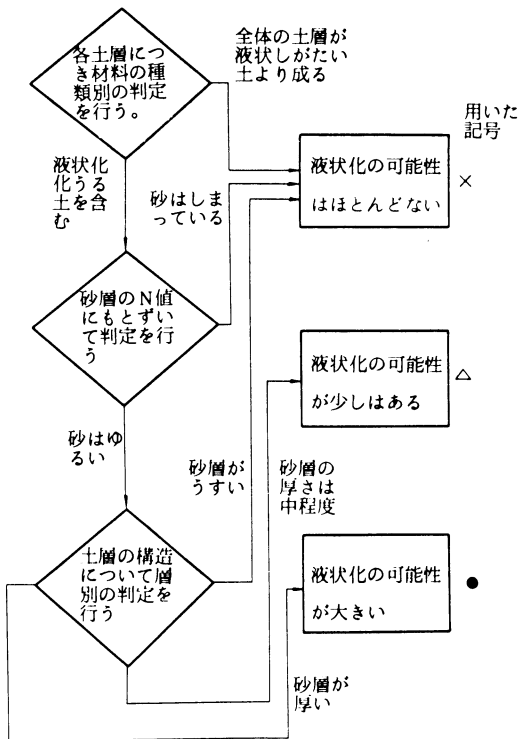 各土層につ
き材料の種
類別の判定
を行う。
全体の土層が
液状しがたい
土より成る
用いた
記号
液状化の可能性
はほとんどない
×
液状化
化うる
土を含
む
砂はしま
っている
砂層のN値
にもとずい
て判定を行
う
液状化の可能性
が少しはある
△
砂はゆ
るい
砂層が
うすい
砂層の
厚さは
中程度
土層の構造
について層
別の判定を
行う
液状化の可能性
が大きい
●
砂層が
厚い